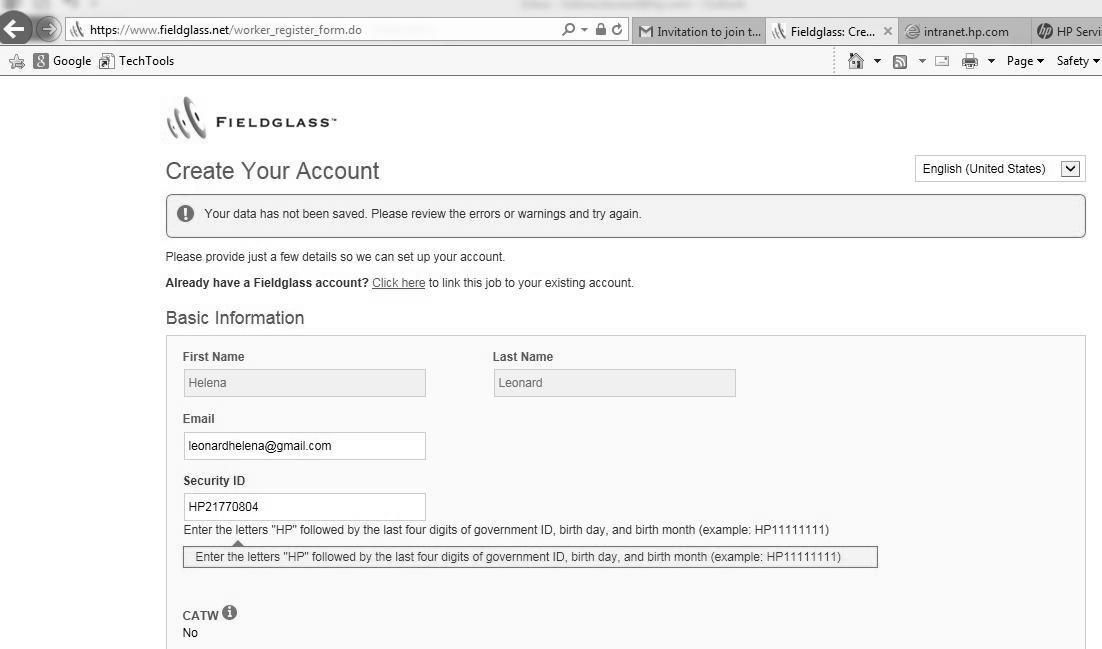 https://www.fieldglass.net/worker_register_form.do
Invitation to join t...
Fieldglass: Cre...
intranet.hp.com
HP Servi
Google
TechTools
Page
Safety
FIELDGLASS™
Create Your Account
English (United States)
Your data has not been saved. Please review the errors or warnings and try again.
Please provide just a few details so we can set up your account.
Already have a Fieldglass account? Click here to link this job to your existing account.
Basic Information
First Name
Last Name
Helena
Leonard
Email
leonardhelena@gmail.com
Security ID
HP21770804
Enter the letters "HP" followed by the last four digits of government ID, birth day, and birth month (example: HP11111111)
Enter the letters "HP" followed by the last four digits of government ID, birth day, and birth month (example: HP11111111)
CATW
No